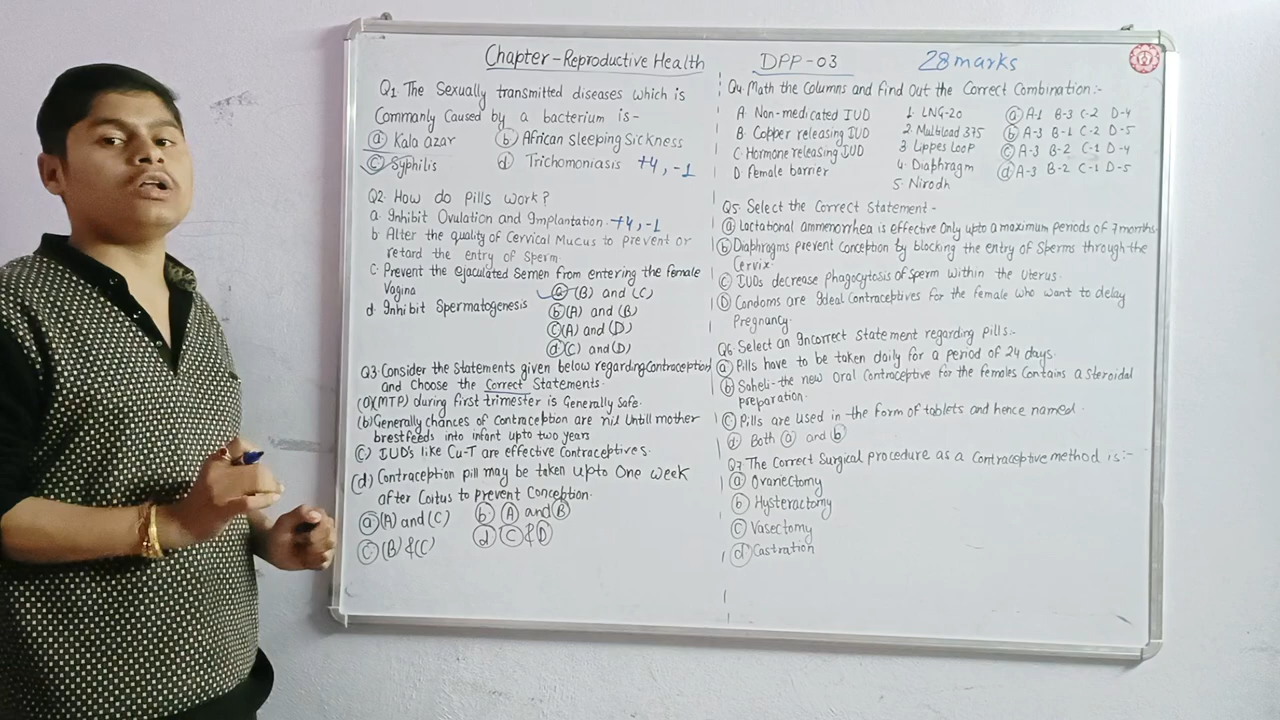 Chapter-Reproductive Health
DPP-03
28 marks
Q1 The Sexually transmitted diseases which is
Commonly Caused by a bacterium is-
(a) Kala azar (b) African Sleeping Sickness
(c) Syphilis (d) Trichomoniasis +4, -1
Q2. How do Pills work?
a. Inhibit Ovulation and Implantation. +4, -1
b. Alter the quality of Cervical Mucus to prevent or
retard the entry of Sperm.
C. Prevent the ejaculated Semen from entering the female
Vagina
d. Inhibit Spermatogenesis
(a) (B) and (C)
(b) (A) and (B)
(C) (A) and (D)
(d) (C) and (D)
Q3. Consider the Statements given below regarding Contraception
and Choose the Correct Statements.
(a) (MTP) during first trimester is Generally Safe.
(b) Generally chances of Contraception are nil Untill mother
brestfeeds into infant upto two years
(C) IUD's like Cu-T are effective Contraceptives.
(d) Contraception pill may be taken upto One week
after Coitus to prevent Conception.
(a) (A) and (C) (b) (A) and (B)
(C) (B) & (C) (d) (C) & (D)
Q4 Math the Columns and find Out the Correct Combination:-
A. Non-medicated IUD 1. LNG-20 (a) A-1 B-3 C-2 D-4
B. Copper releasing IUD 2. Multiload 375 (b) A-3 B-1 C-2 D-5
C. Hormone releasing IUD 3. Lippes Loop (c) A-3 B-2 C-1 D-4
D. Female barrier 4. Diaphragm (d) A-3 B-2 C-1 D-5
5. Nirodh
Q5. Select the Correct Statement-
(a) Lactational ammenorrhea is effective Only upto a maximum periods of 7 months.
(b) Diaphragms prevent Conception by blocking the entry of Sperms through the
Cervix.
(C) IUDs decrease phagocytosis of Sperm within the Uterus.
(D) Condoms are Ideal Contraceptives for the female who want to delay
Pregnancy.
Q6. Select an Incorrect Statement regarding pills:-
(a) Pills have to be taken daily for a period of 24 days.
(b) Saheli-the new Oral Contraceptive for the females Contains a Steroidal
preparation.
(C) Pills are used in the form of tablets and hence named.
(d) Both (a) and (b)
Q7 The Correct Surgical procedure as a Contraceptive method is:-
(a) Ovariectomy
(b) Hysteractomy
(C) Vasectomy
(d) Castration